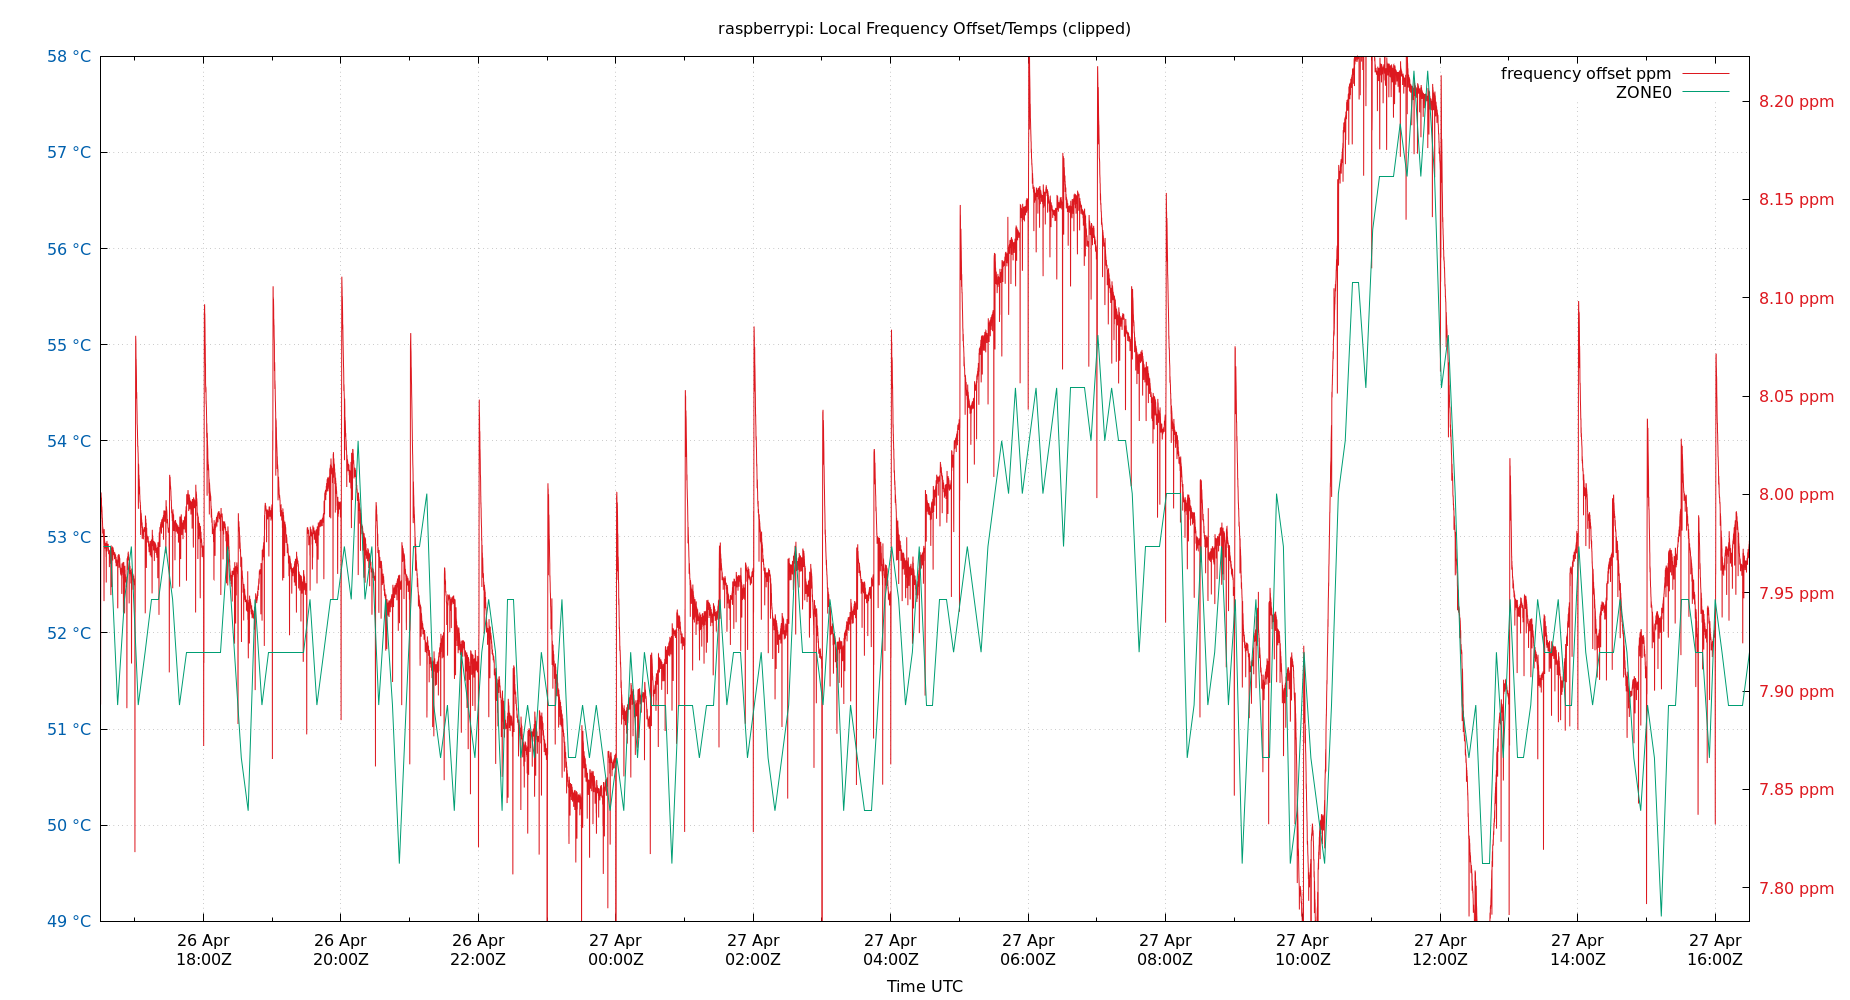 raspberrypi: Local Frequency Offset/Temps (clipped)
58 °C
57 °C
56 °C
55 °C
54 °C
53 °C
52 °C
51 °C
50 °C
49 °C
frequency offset ppm
ZONE0
8.20 ppm
8.15 ppm
8.10 ppm
8.05 ppm
8.00 ppm
7.95 ppm
7.90 ppm
7.85 ppm
7.80 ppm
26 Apr
18:00Z
26 Apr
20:00Z
26 Apr
22:00Z
27 Apr
00:00Z
27 Apr
02:00Z
27 Apr
04:00Z
27 Apr
06:00Z
27 Apr
08:00Z
27 Apr
10:00Z
27 Apr
12:00Z
27 Apr
14:00Z
27 Apr
16:00Z
Time UTC